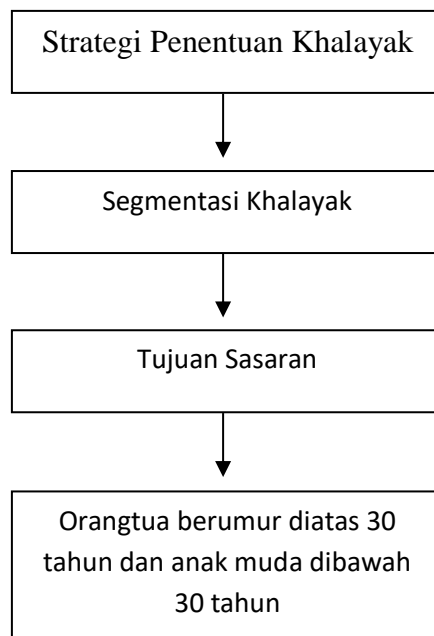 Strategi Penentuan Khalayak
Segmentasi Khalayak
Tujuan Sasaran
Orangtua berumur diatas 30
tahun dan anak muda dibawah
30 tahun